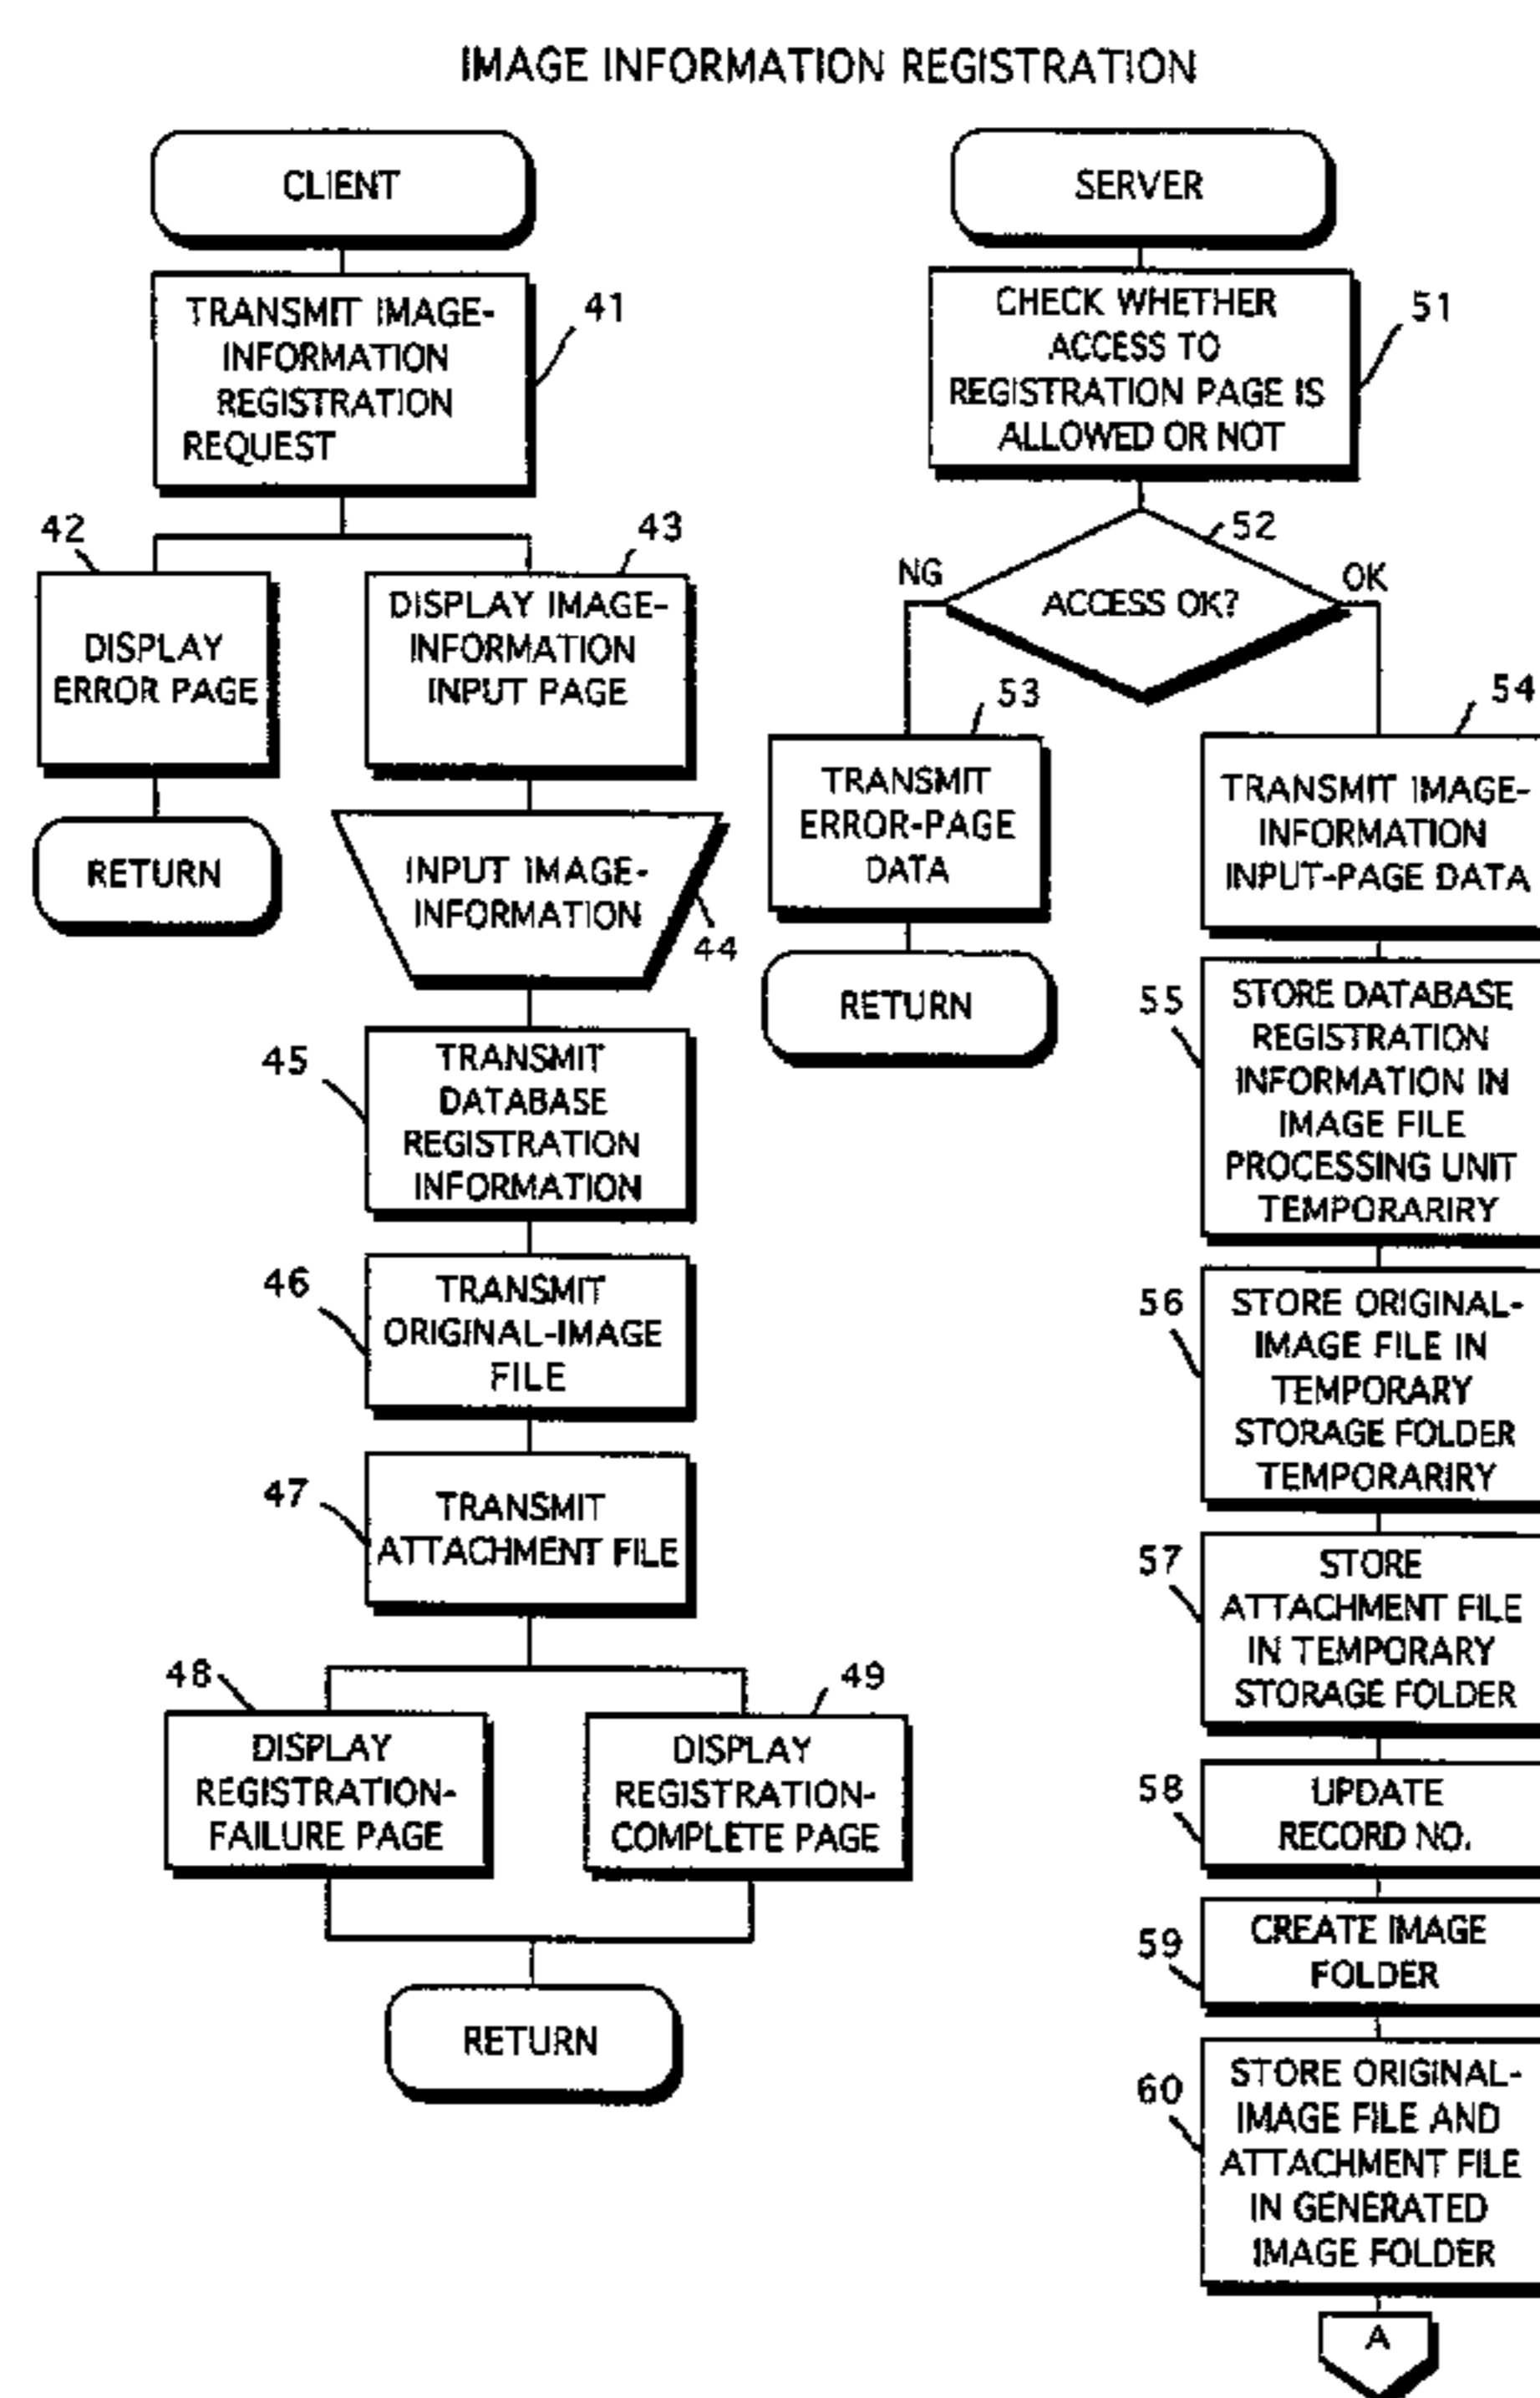 IMAGE INFORMATION REGISTRATION
CLIENT
TRANSMIT IMAGE-
INFORMATION
REGISTRATION
REQUEST
41
42
DISPLAY
ERROR PAGE
RETURN
43
DISPLAY IMAGE-
INFORMATION
INPUT PAGE
INPUT IMAGE-
INFORMATION
44
45
TRANSMIT
DATABASE
REGISTRATION
INFORMATION
46
TRANSMIT
ORIGINAL-IMAGE
FILE
47
TRANSMIT
ATTACHMENT FILE
48
DISPLAY
REGISTRATION-
FAILURE PAGE
49
DISPLAY
REGISTRATION-
COMPLETE PAGE
RETURN
SERVER
CHECK WHETHER
ACCESS TO
REGISTRATION PAGE IS
ALLOWED OR NOT
51
52
NG
ACCESS OK?
OK
53
TRANSMIT
ERROR-PAGE
DATA
RETURN
54
TRANSMIT IMAGE-
INFORMATION
INPUT-PAGE DATA
55
STORE DATABASE
REGISTRATION
INFORMATION IN
IMAGE FILE
PROCESSING UNIT
TEMPORARIRY
56
STORE ORIGINAL-
IMAGE FILE IN
TEMPORARY
STORAGE FOLDER
TEMPORARIRY
57
STORE
ATTACHMENT FILE
IN TEMPORARY
STORAGE FOLDER
58
UPDATE
RECORD NO.
59
CREATE IMAGE
FOLDER
60
STORE ORIGINAL-
IMAGE FILE AND
ATTACHMENT FILE
IN GENERATED
IMAGE FOLDER
A